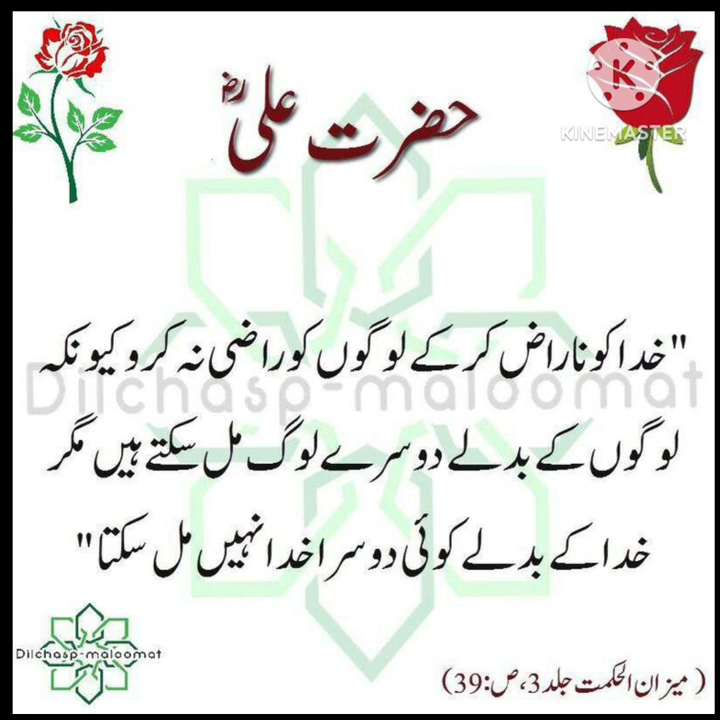 حضرت علیؓ
KINEMASTER
"خدا کو ناراض کر کے لوگوں کو راضی نہ کرو کیونکہ
Dilchasp-maloomat
لوگوں کے بدلے دوسرے لوگ مل سکتے ہیں مگر
خدا کے بدلے کوئی دوسرا خدا نہیں مل سکتا"
Dilchasp-maloomat
( میزان الحکمت جلد 3، ص:39)